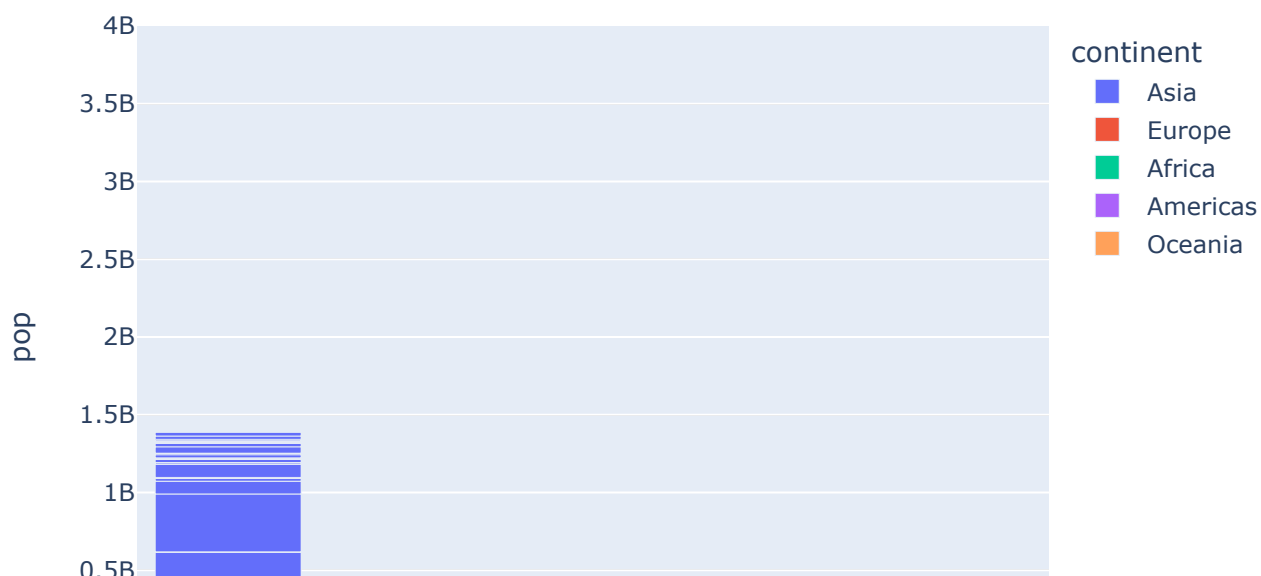 4B
3.5B
3B
2.5B
2B
1.5B
1B
0.5B
pop
continent
Asia
Europe
Africa
Americas
Oceania